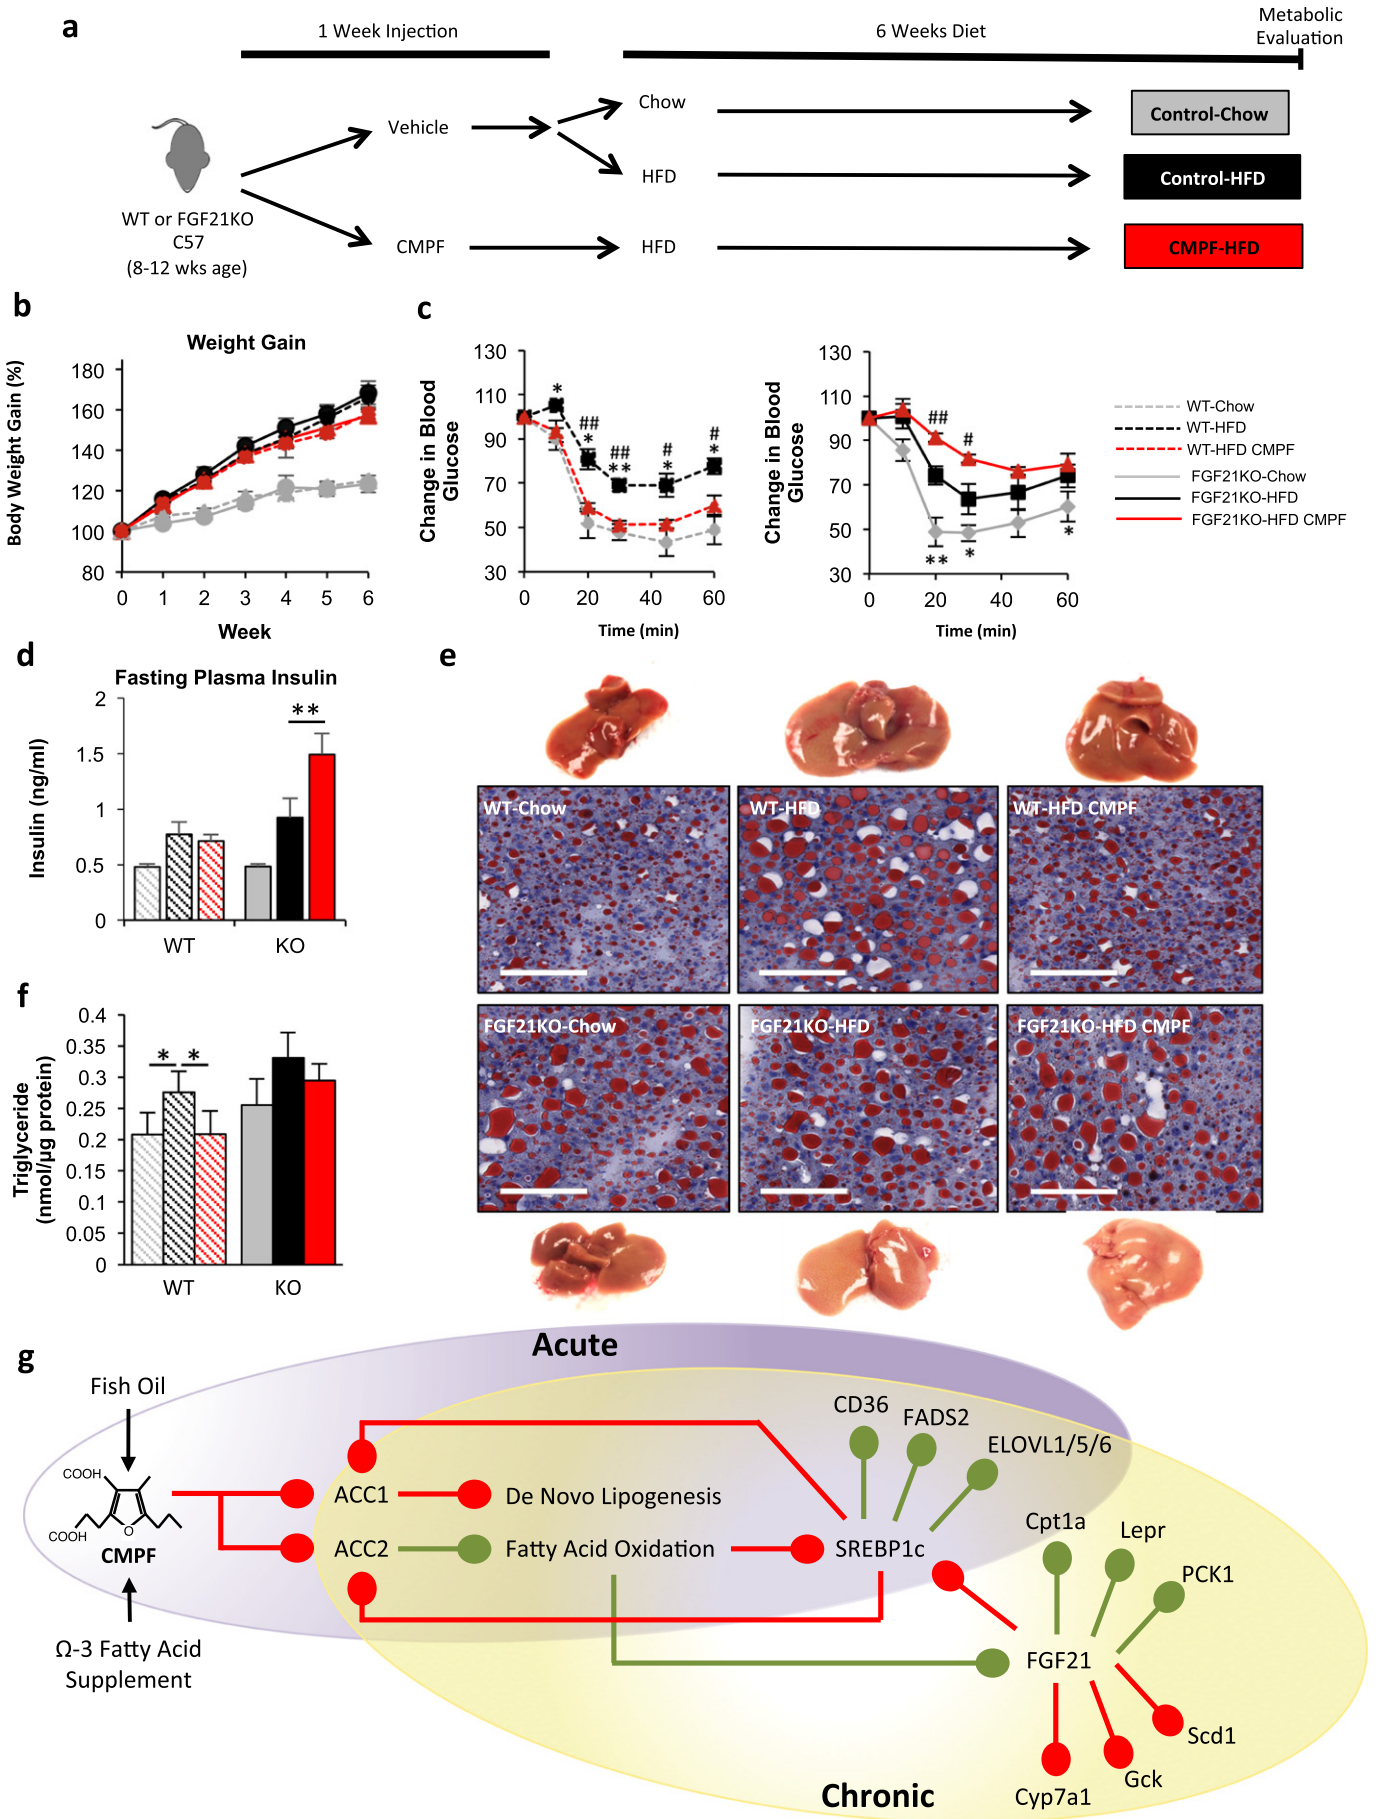 a
1 Week Injection
6 Weeks Diet
Metabolic
Evaluation
Vehicle
Chow
Control-Chow
HFD
Control-HFD
WT or FGF21KO
C57
(8-12 wks age)
CMPF
HFD
CMPF-HFD
b
Weight Gain
Body Weight Gain (%)
180
160
140
120
100
80
0 1 2 3 4 5 6
Week
c
Change in Blood
Glucose
130
110
90
70
50
30
*
##
*
##
**
#
*
#
*
0 20 40 60
Time (min)
Change in Blood
Glucose
130
110
90
70
50
30
##
#
**
*
*
0 20 40 60
Time (min)
WT-Chow
WT-HFD
WT-HFD CMPF
FGF21KO-Chow
FGF21KO-HFD
FGF21KO-HFD CMPF
d
Fasting Plasma Insulin
Insulin (ng/ml)
2
1.5
1
0.5
0
**
WT KO
e
WT-Chow
WT-HFD
WT-HFD CMPF
FGF21KO-Chow
FGF21KO-HFD
FGF21KO-HFD CMPF
f
Triglyceride
(nmol/µg protein)
0.4
0.35
0.3
0.25
0.2
0.15
0.1
0.05
0
* *
WT KO
g
Acute
Fish Oil
COOH
COOH
O
CMPF
Ω-3 Fatty Acid
Supplement
ACC1
De Novo Lipogenesis
ACC2
Fatty Acid Oxidation
SREBP1c
CD36
FADS2
ELOVL1/5/6
Cpt1a
Lepr
PCK1
FGF21
Scd1
Gck
Cyp7a1
Chronic